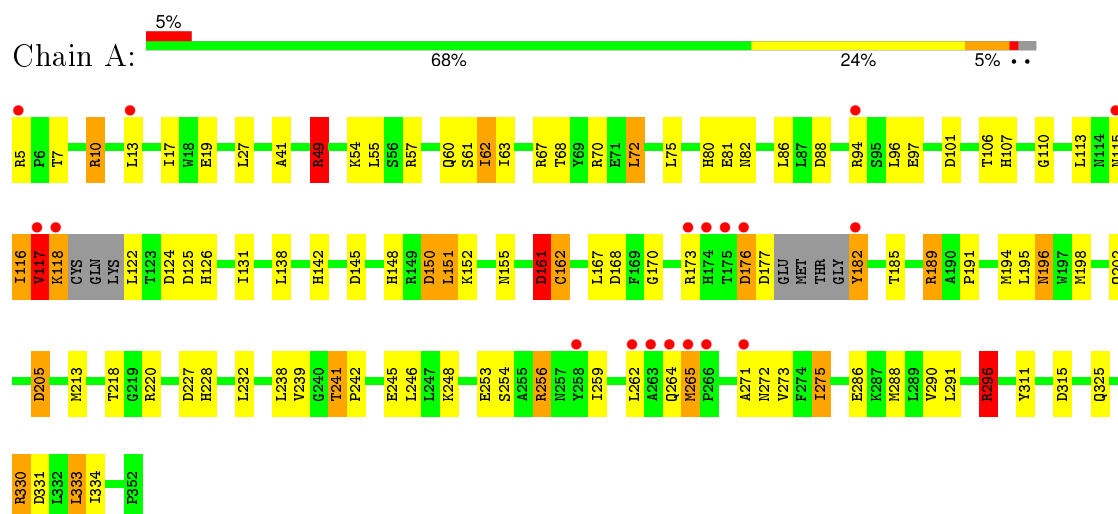 5%
Chain A:
68% 24% 5% • •
R5 P6 T7 R10 L13 I17 W18 E19 L27 A41 R49 K54 L55 S56 R57 Q60 S61 I62 I63 R67 T68 Y69 R70 E71 L72 L75 H80 E81 N82 L86 L87 D88 R94 S95 L96 E97 D101 T106 H107 G110 L113 N114 N115
I116 V117 K118 CYS GLN LYS L122 T123 D124 D125 H126 I131 L138 H142 D145 H148 R149 D150 L151 K152 N155 D161 C162 L167 D168 F169 G170 R173 H174 T175 D176 D177 GLU MET THR GLY Y182 T185 R189 A190 P191 M194 L195 N196 W197 M198
D205 M213 T218 G219 R220 D227 H228 L232 L238 V239 G240 T241 P242 E245 L246 L247 K248 E253 S254 A255 R256 N257 Y258 I259 L262 A263 Q264 M265 P266 A271 N272 V273 F274 I275 E286 K287 M288 L289 V290 L291 R296 Y311 D315 Q325
R330 D331 L332 L333 I334 P352